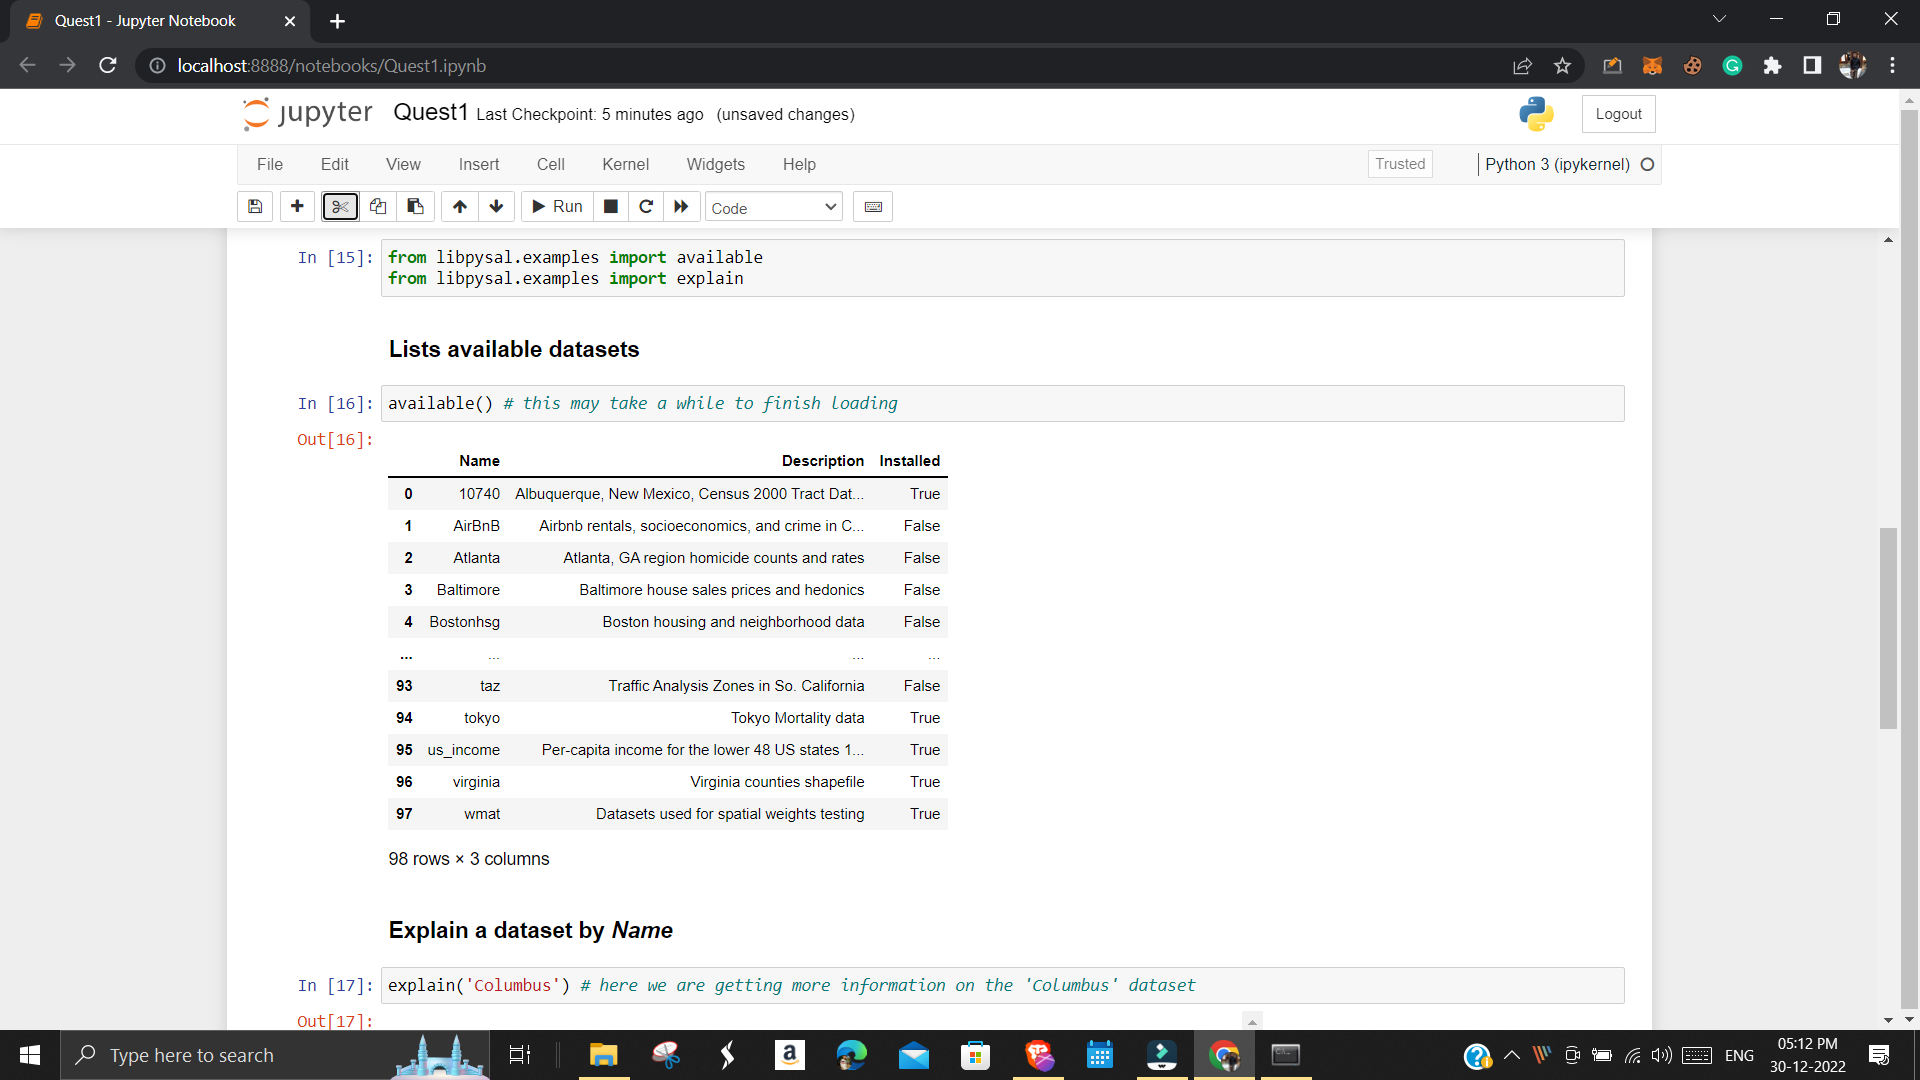 Quest1 - Jupyter Notebook
localhost:8888/notebooks/Quest1.ipynb
jupyter Quest1 Last Checkpoint: 5 minutes ago (unsaved changes)
Logout
File Edit View Insert Cell Kernel Widgets Help
Trusted
Python 3 (ipykernel)
Run
Code
In [15]: from libpysal.examples import available
from libpysal.examples import explain
Lists available datasets
In [16]: available() # this may take a while to finish loading
Out[16]:
Name Description Installed
0 10740 Albuquerque, New Mexico, Census 2000 Tract Dat... True
1 AirBnB Airbnb rentals, socioeconomics, and crime in C... False
2 Atlanta Atlanta, GA region homicide counts and rates False
3 Baltimore Baltimore house sales prices and hedonics False
4 Bostonhsg Boston housing and neighborhood data False
... ... ... ...
93 taz Traffic Analysis Zones in So. California False
94 tokyo Tokyo Mortality data True
95 us_income Per-capita income for the lower 48 US states 1... True
96 virginia Virginia counties shapefile True
97 wmat Datasets used for spatial weights testing True
98 rows × 3 columns
Explain a dataset by Name
In [17]: explain('Columbus') # here we are getting more information on the 'Columbus' dataset
Out[17]:
Type here to search
ENG
05:12 PM
30-12-2022